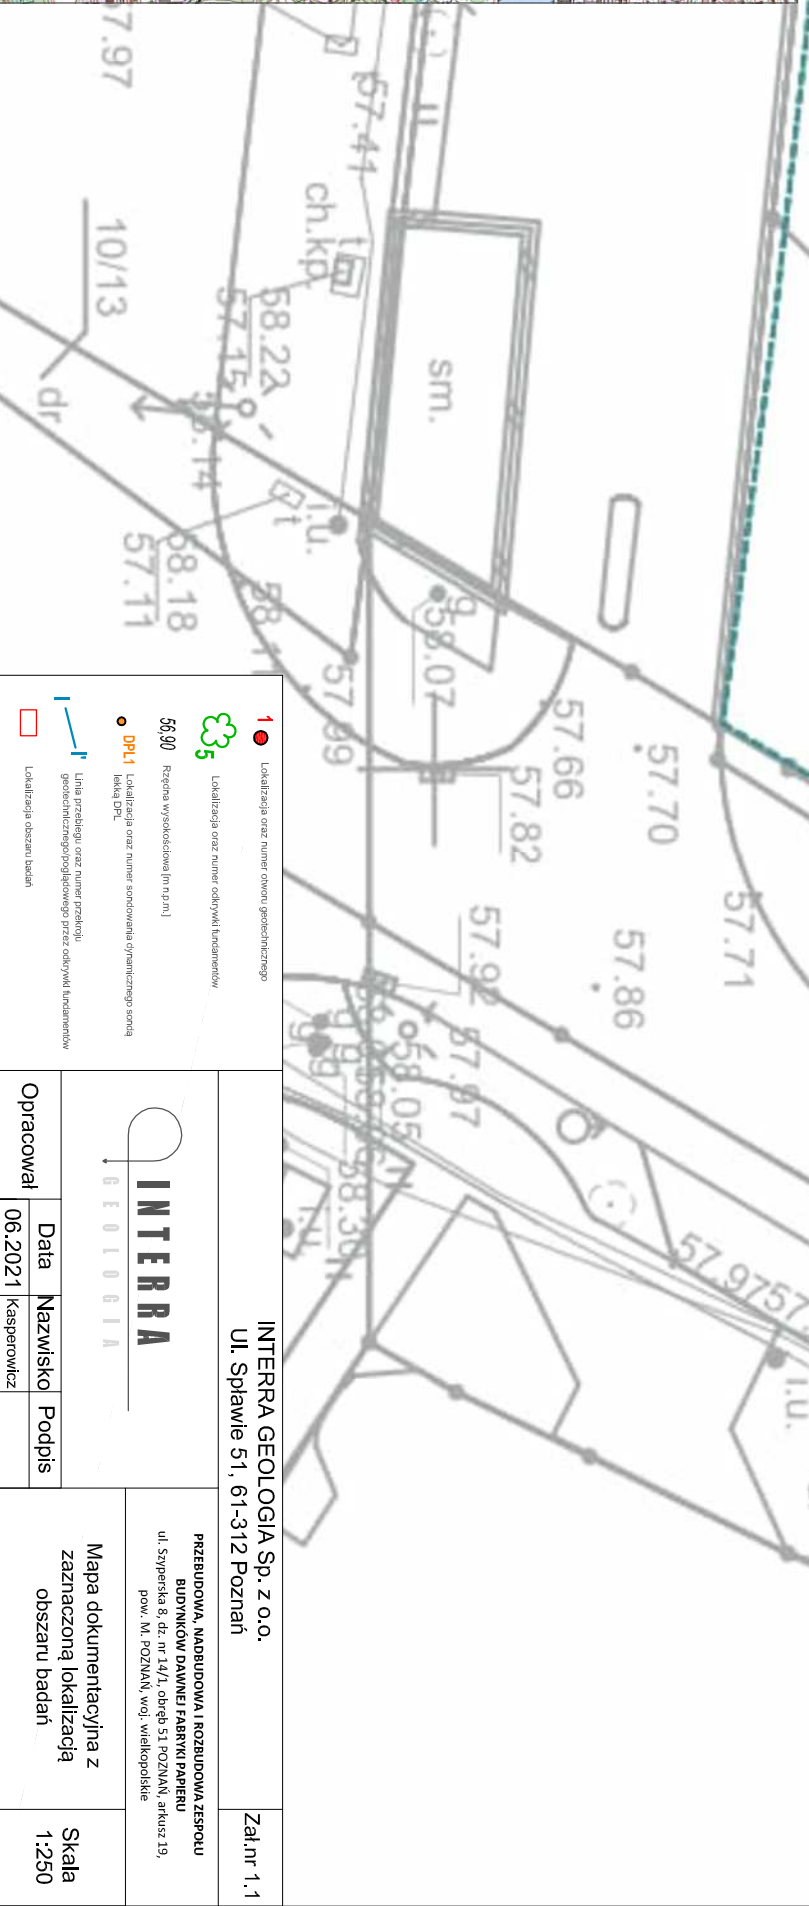 57.97
10/13
dr
57.41
ch.kp.
t
58.22
57.15
sm.
i.u.
t
58.18
57.11
g
58.07
57.99
57.66
57.82
57.70
57.71
57.86
57.92
57.97
58.05
g
g
g
58.30
i.u.
N
57.9757.
i.u.
1 Lokalizacja oraz numer otworu geotechnicznego
5 Lokalizacja oraz numer odkrywki fundamentów
56,90 Rzędna wysokościowa [m n.p.m.]
DPL1 Lokalizacja oraz numer sondowania dynamicznego sondą
lekką DPL
I I' Linia przebiegu oraz numer przekroju
geotechnicznego/poglądowego przez odkrywki fundamentów
Lokalizacja obszaru badań
INTERRA GEOLOGIA Sp. z o.o.
Ul. Spławie 51, 61-312 Poznań
Zał.nr 1.1
INTERRA
GEOLOGIA
PRZEBUDOWA, NADBUDOWA I ROZBUDOWA ZESPOŁU
BUDYNKÓW DAWNEJ FABRYKI PAPIERU
ul. Szyperska 8, dz. nr 14/1, obręb 51 POZNAŃ, arkusz 19,
pow. M. POZNAŃ, woj. wielkopolskie
Data Nazwisko Podpis
Opracował 06.2021 Kasperowicz
Mapa dokumentacyjna z
zaznaczoną lokalizacją
obszaru badań
Skala
1:250